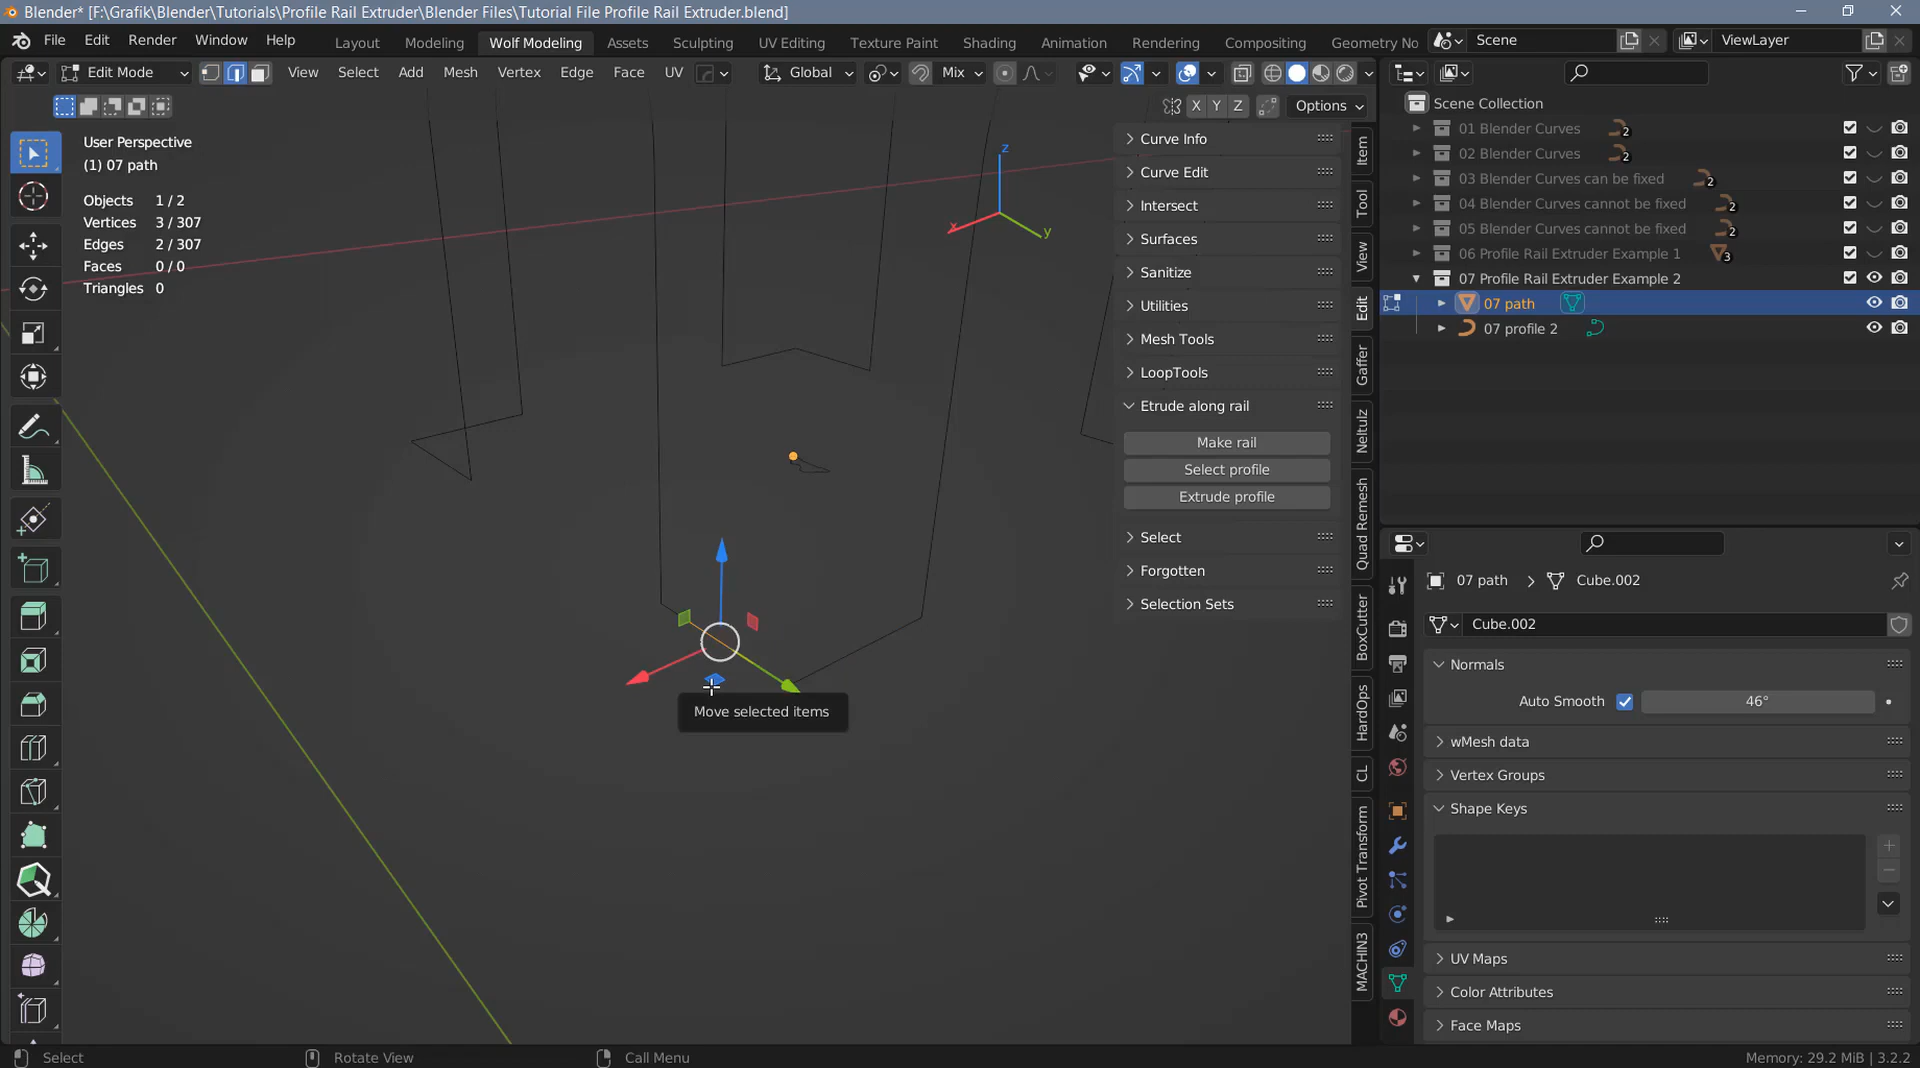 Blender* [F:\Grafik\Blender\Tutorials\Profile Rail Extruder\Blender Files\Tutorial File Profile Rail Extruder.blend]
File Edit Render Window Help Layout Modeling Wolf Modeling Assets Sculpting UV Editing Texture Paint Shading Animation Rendering Compositing Geometry No Scene ViewLayer
Edit Mode View Select Add Mesh Vertex Edge Face UV Global Mix
X Y Z Options
User Perspective
(1) 07 path
Objects 1 / 2
Vertices 3 / 307
Edges 2 / 307
Faces 0 / 0
Triangles 0
z
x
y
Move selected items
Curve Info
Curve Edit
Intersect
Surfaces
Sanitize
Utilities
Mesh Tools
LoopTools
Etrude along rail
Make rail
Select profile
Extrude profile
Select
Forgotten
Selection Sets
Item
Tool
View
Edit
Gaffer
Neltulz
Quad Remesh
BoxCutter
HardOps
CL
Pivot Transform
MACHIN3
Scene Collection
01 Blender Curves 2
02 Blender Curves 2
03 Blender Curves can be fixed 2
04 Blender Curves cannot be fixed 2
05 Blender Curves cannot be fixed 2
06 Profile Rail Extruder Example 1 3
07 Profile Rail Extruder Example 2
07 path
07 profile 2
07 path Cube.002
Cube.002
Normals
Auto Smooth 46°
wMesh data
Vertex Groups
Shape Keys
UV Maps
Color Attributes
Face Maps
Select Rotate View Call Menu Memory: 29.2 MiB | 3.2.2